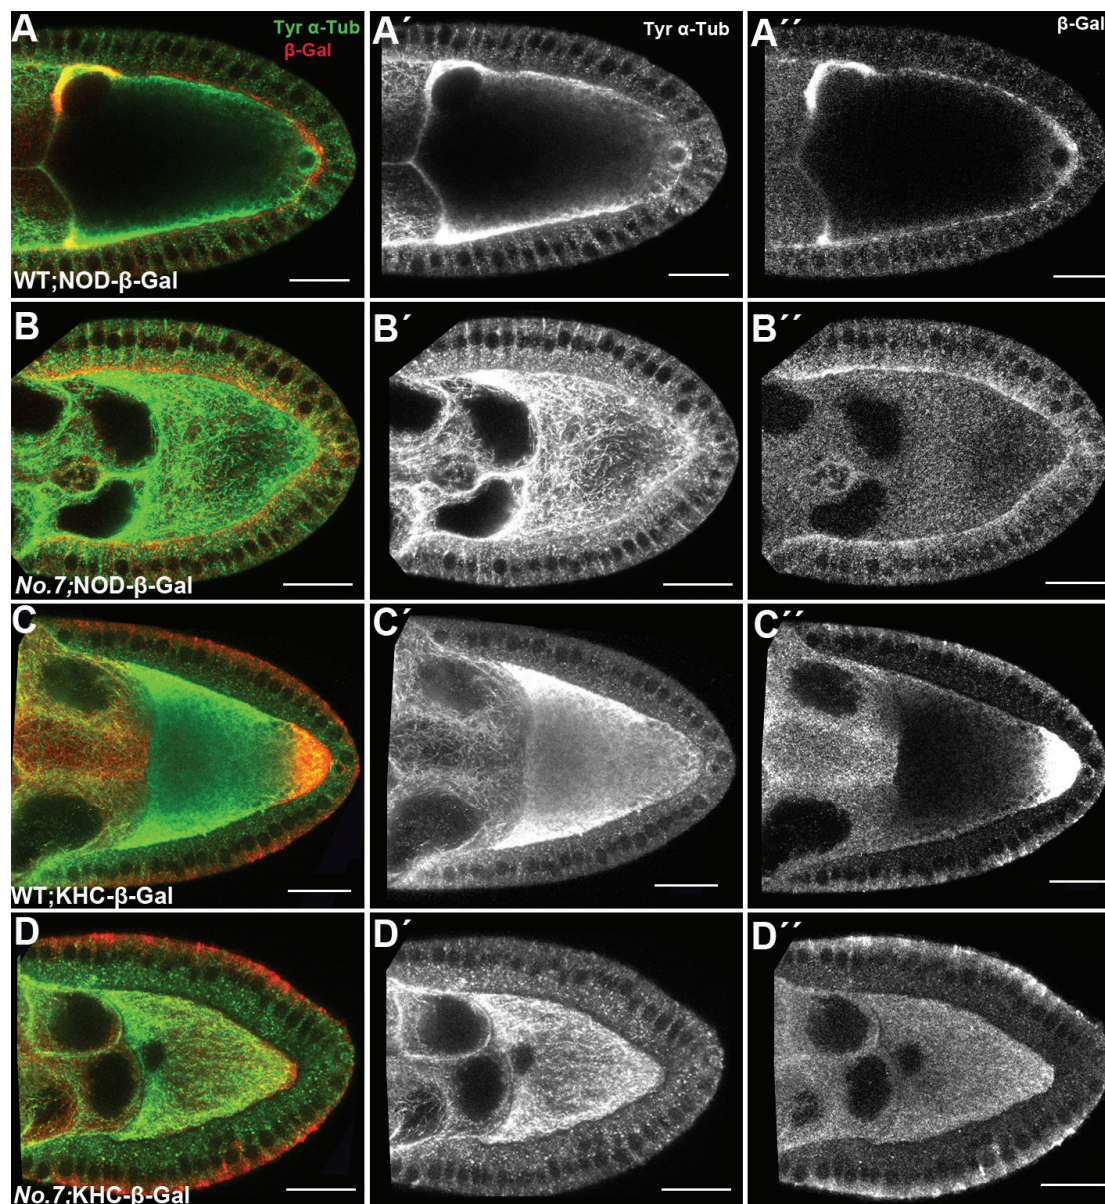 A
Tyr α-Tub
β-Gal
WT;NOD-β-Gal
A´
Tyr α-Tub
A´´
β-Gal
B
No.7;NOD-β-Gal
B´
B´´
C
WT;KHC-β-Gal
C´
C´´
D
No.7;KHC-β-Gal
D´
D´´